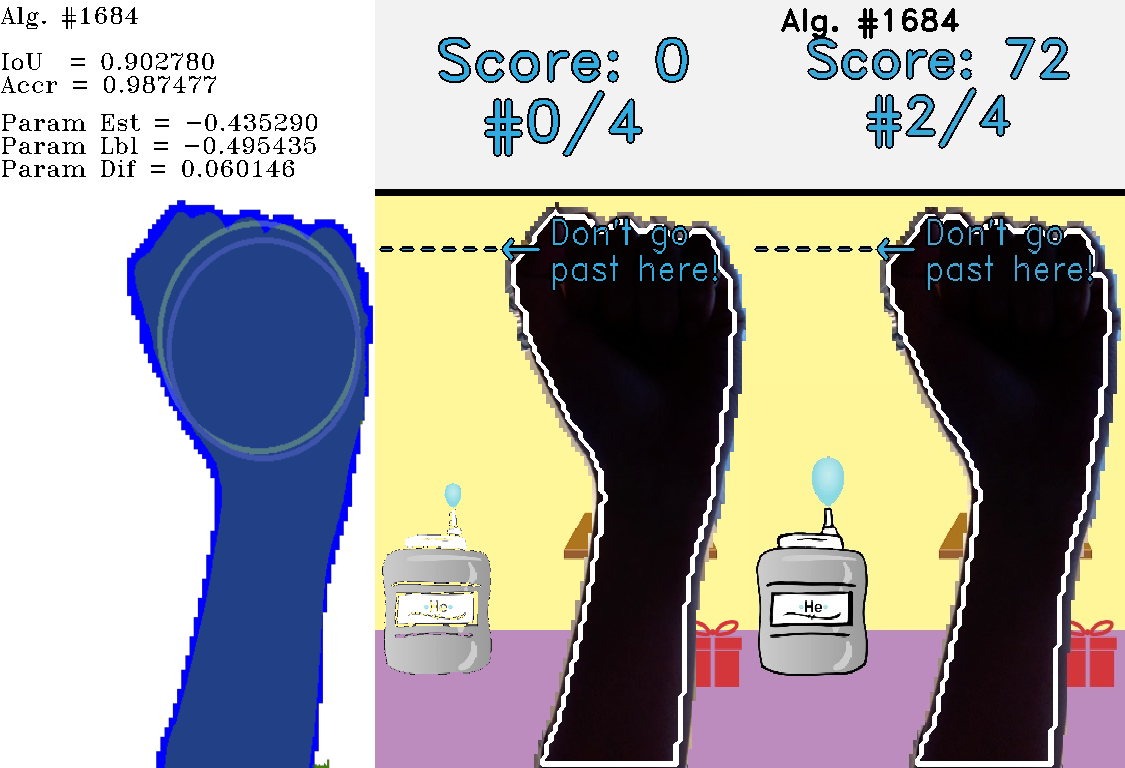 Alg. #1684
IoU = 0.902780
Accr = 0.987477
Param Est = −0.435290
Param Lbl = −0.495435
Param Dif = 0.060146
Score: 0
#0/4
Don't go
past here!
He
Alg. #1684
Score: 72
#2/4
Don't go
past here!
He